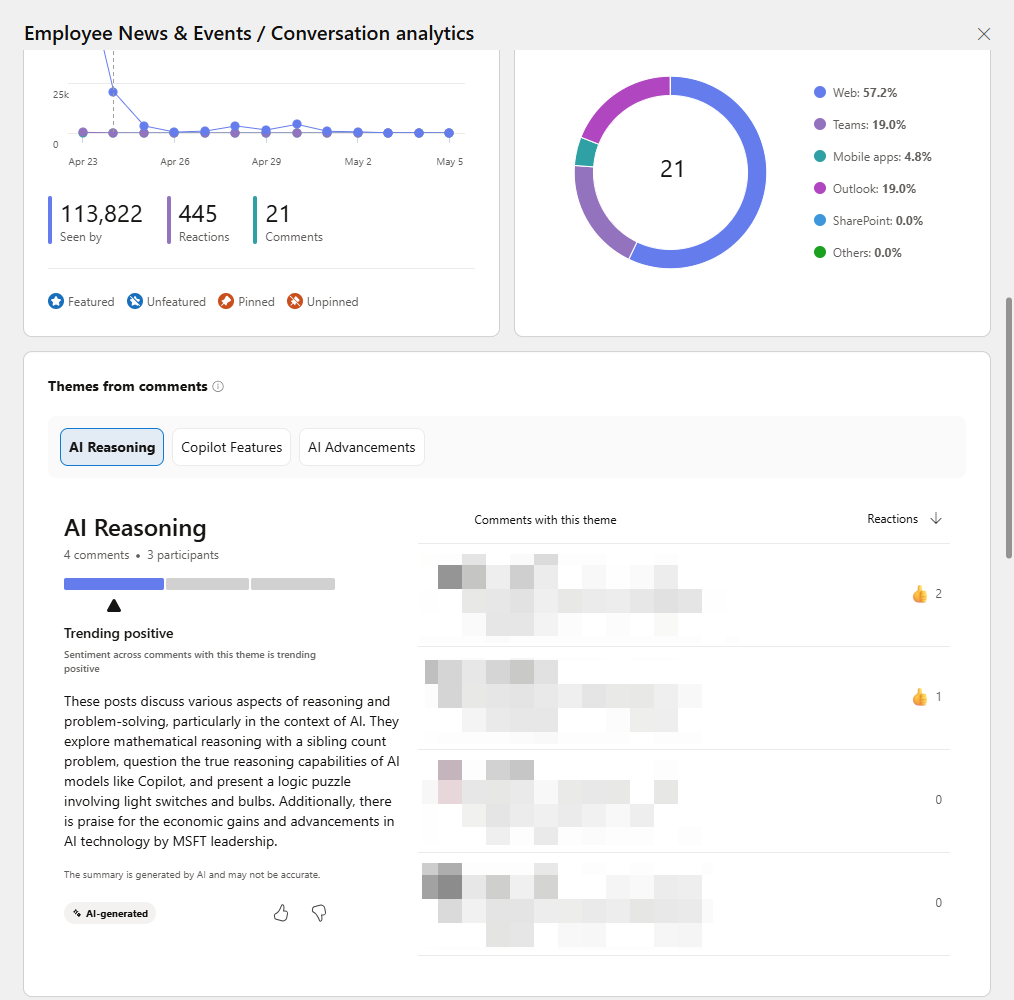 Employee News & Events / Conversation analytics
25k
0
Apr 23
Apr 26
Apr 29
May 2
May 5
113,822
Seen by
445
Reactions
21
Comments
Featured
Unfeatured
Pinned
Unpinned
21
Web: 57.2%
Teams: 19.0%
Mobile apps: 4.8%
Outlook: 19.0%
SharePoint: 0.0%
Others: 0.0%
Themes from comments
AI Reasoning
Copilot Features
AI Advancements
AI Reasoning
4 comments • 3 participants
Trending positive
Sentiment across comments with this theme is trending
positive
These posts discuss various aspects of reasoning and
problem-solving, particularly in the context of AI. They
explore mathematical reasoning with a sibling count
problem, question the true reasoning capabilities of AI
models like Copilot, and present a logic puzzle
involving light switches and bulbs. Additionally, there
is praise for the economic gains and advancements in
AI technology by MSFT leadership.
The summary is generated by AI and may not be accurate.
AI-generated
Comments with this theme
Reactions
2
1
0
0